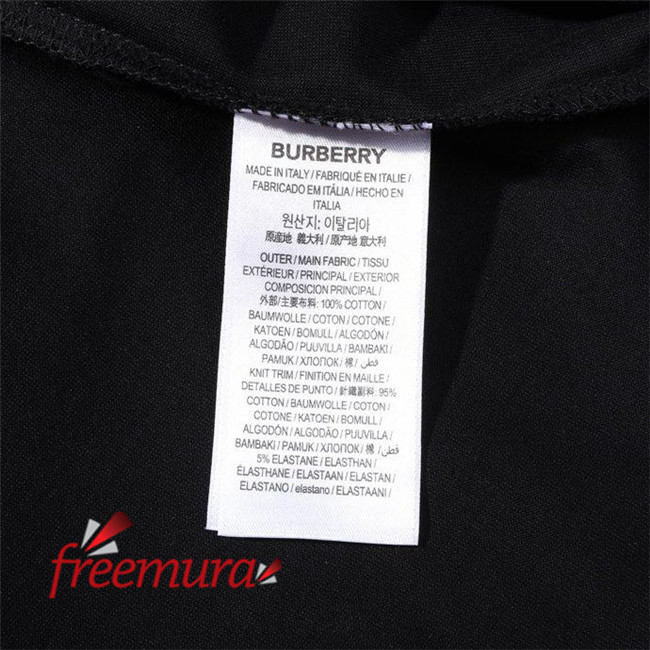 BURBERRY
MADE IN ITALY / FABRIQUÉ EN ITALIE /
FABRICADO EM ITÁLIA / HECHO EN
ITALIA
원산지: 이탈리아
原産地 義大利 / 原产地 意大利
OUTER / MAIN FABRIC / TISSU
EXTÉRIEUR / PRINCIPAL / EXTERIOR
COMPOSICION PRINCIPAL /
外部/主要布料: 100% COTTON /
BAUMWOLLE / COTON / COTONE /
KATOEN / BOMULL / ALGODÓN /
ALGODÃO / PUUVILLA / BAMBAKI /
PAMUK / ХЛОПОК / 棉 / قطن /
KNIT TRIM / FINITION EN MAILLE /
DETALLES DE PUNTO / 針織副料: 95%
COTTON / BAUMWOLLE / COTON /
COTONE / KATOEN / BOMULL /
ALGODÓN / ALGODÃO / PUUVILLA /
BAMBAKI / PAMUK / ХЛОПОК / 棉 / قطن /
5% ELASTANE / ELASTHAN /
ÉLASTHANE / ELASTAAN / ELASTAN /
ELASTANO / elastano / ELASTAANI /
freemura